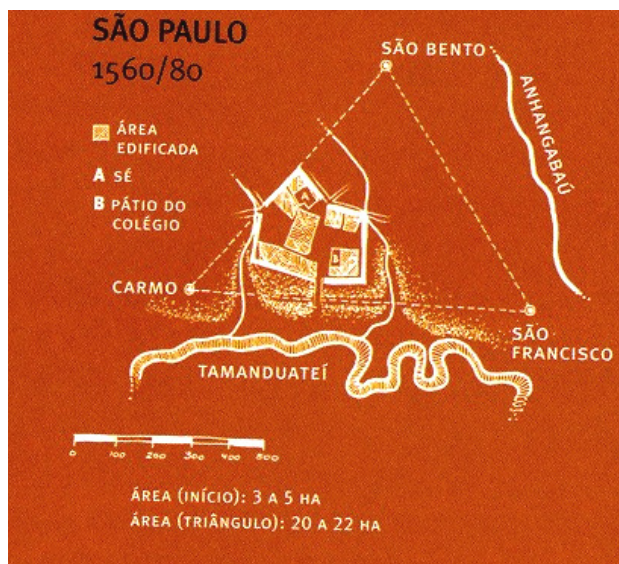 SÃO PAULO
1560/80
ÁREA
EDIFICADA
A SÉ
B PÁTIO DO
COLÉGIO
SÃO BENTO
ANHANGABAÚ
CARMO
SÃO
FRANCISCO
TAMANDUATEÍ
0 100 200 300 400 500
ÁREA (INÍCIO): 3 A 5 HA
ÁREA (TRIÂNGULO): 20 A 22 HA